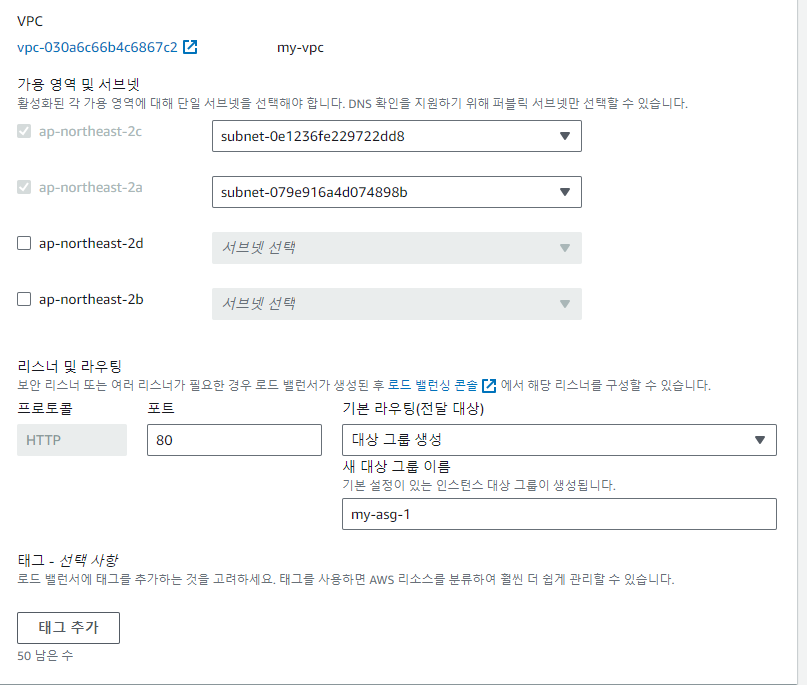 VPC
vpc-030a6c66b4c6867c2 my-vpc
가용 영역 및 서브넷
활성화된 각 가용 영역에 대해 단일 서브넷을 선택해야 합니다. DNS 확인을 지원하기 위해 퍼블릭 서브넷만 선택할 수 있습니다.
ap-northeast-2c subnet-0e1236fe229722dd8
ap-northeast-2a subnet-079e916a4d074898b
ap-northeast-2d 서브넷 선택
ap-northeast-2b 서브넷 선택
리스너 및 라우팅
보안 리스너 또는 여러 리스너가 필요한 경우 로드 밸런서가 생성된 후 로드 밸런싱 콘솔 에서 해당 리스너를 구성할 수 있습니다.
프로토콜 포트 기본 라우팅(전달 대상)
HTTP 80 대상 그룹 생성
새 대상 그룹 이름
기본 설정이 있는 인스턴스 대상 그룹이 생성됩니다.
my-asg-1
태그 - 선택 사항
로드 밸런서에 태그를 추가하는 것을 고려하세요. 태그를 사용하면 AWS 리소스를 분류하여 훨씬 더 쉽게 관리할 수 있습니다.
태그 추가
50 남은 수